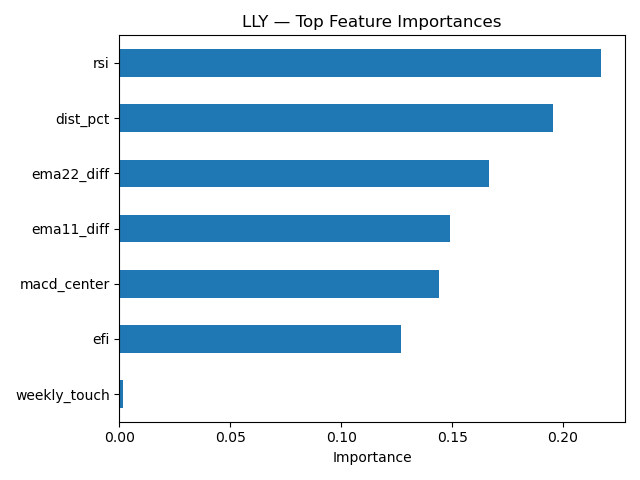 LLY — Top Feature Importances
rsi
dist_pct
ema22_diff
ema11_diff
macd_center
efi
weekly_touch
0.00 0.05 0.10 0.15 0.20
Importance